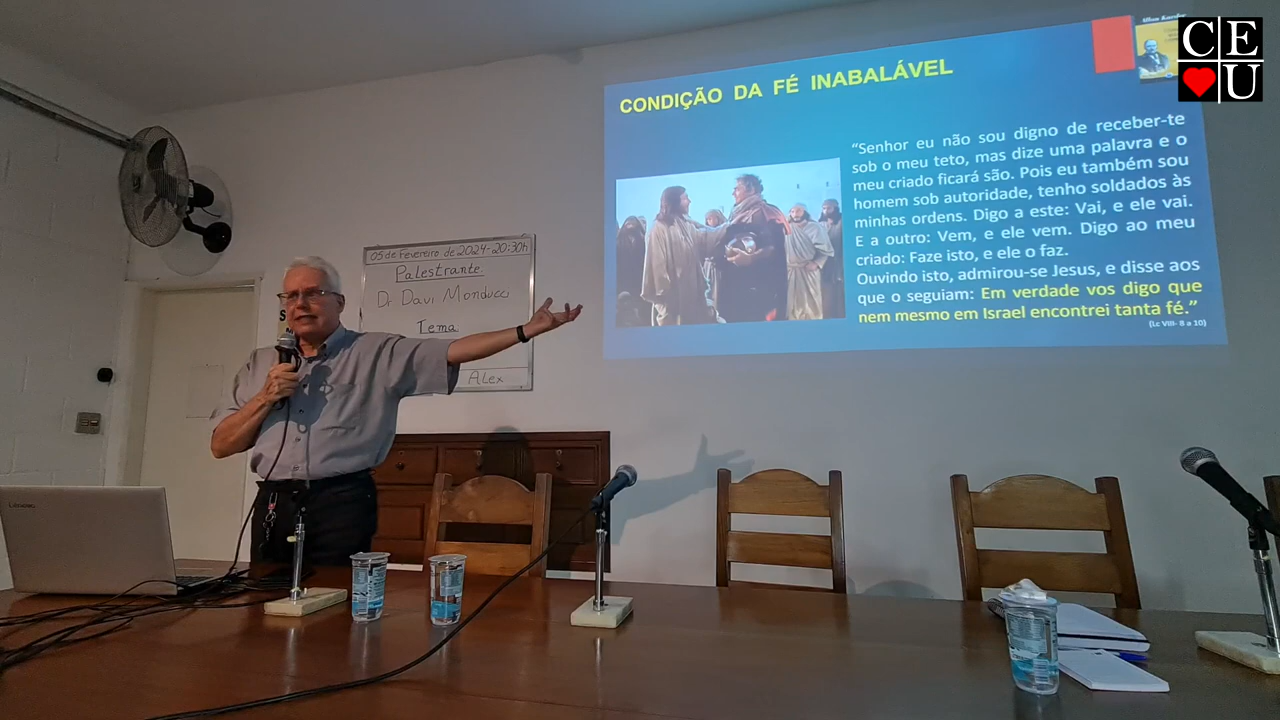 CE
U
CONDIÇÃO DA FÉ INABALÁVEL
“Senhor eu não sou digno de receber-te
sob o meu teto, mas dize uma palavra e o
meu criado ficará são. Pois eu também sou
homem sob autoridade, tenho soldados às
minhas ordens. Digo a este: Vai, e ele vai.
E a outro: Vem, e ele vem. Digo ao meu
criado: Faze isto, e ele o faz.
Ouvindo isto, admirou-se Jesus, e disse aos
que o seguiam: Em verdade vos digo que
nem mesmo em Israel encontrei tanta fé.”
(Lc VIII- 8 a 10)
05 de Fevereiro de 2024-20:30h
Palestrante
Dr. Davi Monducci
Tema
Alex
Lenovo